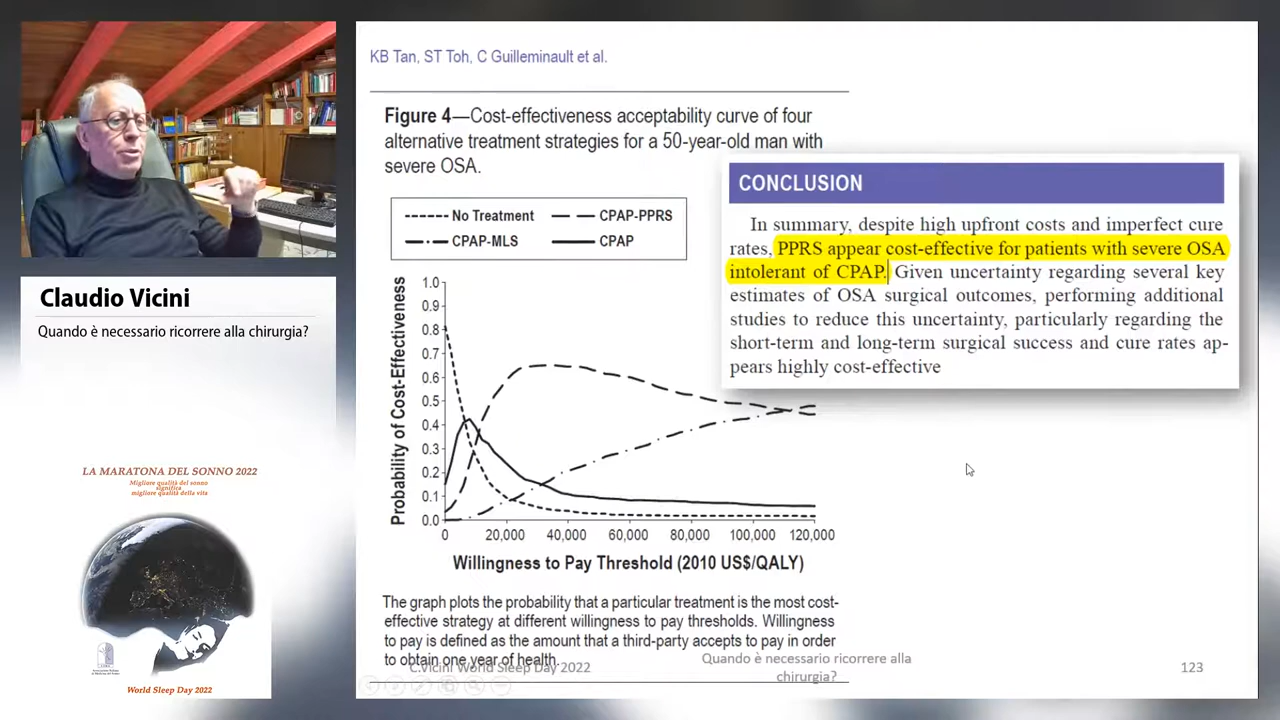 KB Tan, ST Toh, C Guilleminault et al.
Figure 4—Cost-effectiveness acceptability curve of four
alternative treatment strategies for a 50-year-old man with
severe OSA.
No Treatment
CPAP-PPRS
CPAP-MLS
CPAP
Probability of Cost-Effectiveness
1.0
0.9
0.8
0.7
0.6
0.5
0.4
0.3
0.2
0.1
0.0
0 20,000 40,000 60,000 80,000 100,000 120,000
Willingness to Pay Threshold (2010 US$/QALY)
The graph plots the probability that a particular treatment is the most cost-
effective strategy at different willingness to pay thresholds. Willingness
to pay is defined as the amount that a third-party accepts to pay in order
to obtain one year of health.
CONCLUSION
In summary, despite high upfront costs and imperfect cure
rates, PPRS appear cost-effective for patients with severe OSA
intolerant of CPAP. Given uncertainty regarding several key
estimates of OSA surgical outcomes, performing additional
studies to reduce this uncertainty, particularly regarding the
short-term and long-term surgical success and cure rates ap-
pears highly cost-effective
C.Vicini World Sleep Day 2022
Quando è necessario ricorrere alla
chirurgia?
123
Claudio Vicini
Quando è necessario ricorrere alla chirurgia?
LA MARATONA DEL SONNO 2022
Migliore qualità del sonno
significa
migliore qualità della vita
World Sleep Day 2022